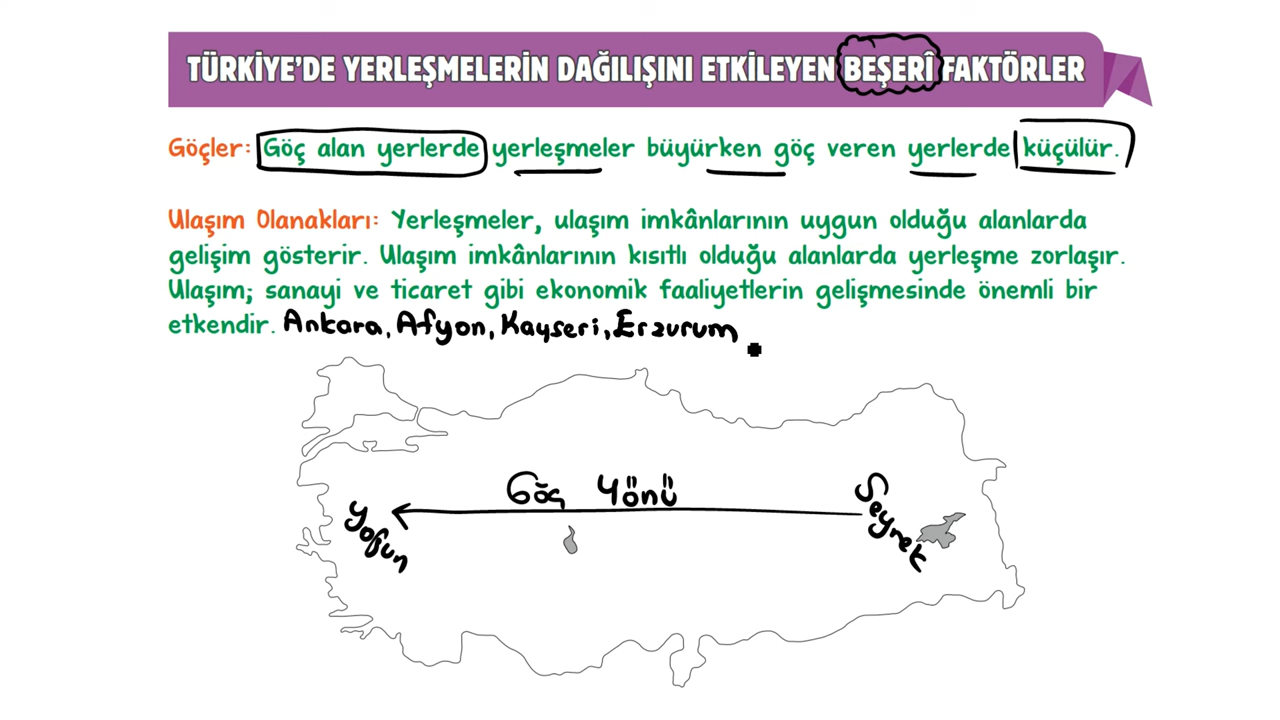 TÜRKİYE'DE YERLEŞMELERİN DAĞILIŞINI ETKİLEYEN BEŞERİ FAKTÖRLER
Göçler: Göç alan yerlerde yerleşmeler büyürken göç veren yerlerde küçülür.
Ulaşım Olanakları: Yerleşmeler, ulaşım imkânlarının uygun olduğu alanlarda
gelişim gösterir. Ulaşım imkânlarının kısıtlı olduğu alanlarda yerleşme zorlaşır.
Ulaşım; sanayi ve ticaret gibi ekonomik faaliyetlerin gelişmesinde önemli bir
etkendir. Ankara, Afyon, Kayseri, Erzurum
Göç Yönü
Yoğun
Seyrek